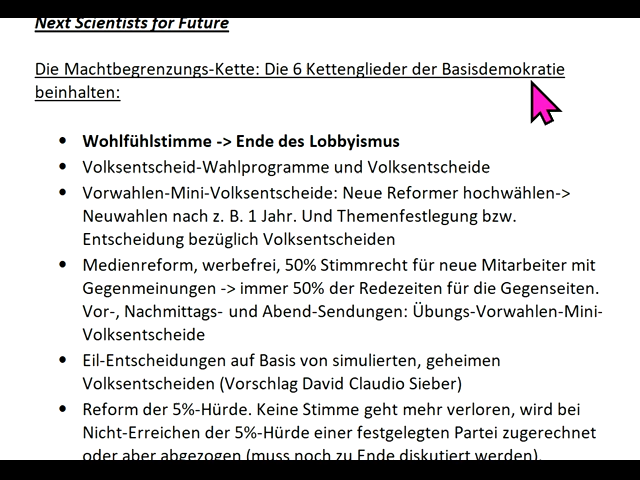 Next Scientists for Future
Die Machtbegrenzungs-Kette: Die 6 Kettenglieder der Basisdemokratie
beinhalten:
• Wohlfühlstimme -> Ende des Lobbyismus
• Volksentscheid-Wahlprogramme und Volksentscheide
• Vorwahlen-Mini-Volksentscheide: Neue Reformer hochwählen->
Neuwahlen nach z. B. 1 Jahr. Und Themenfestlegung bzw.
Entscheidung bezüglich Volksentscheiden
• Medienreform, werbefrei, 50% Stimmrecht für neue Mitarbeiter mit
Gegenmeinungen -> immer 50% der Redezeiten für die Gegenseiten.
Vor-, Nachmittags- und Abend-Sendungen: Übungs-Vorwahlen-Mini-
Volksentscheide
• Eil-Entscheidungen auf Basis von simulierten, geheimen
Volksentscheiden (Vorschlag David Claudio Sieber)
• Reform der 5%-Hürde. Keine Stimme geht mehr verloren, wird bei
Nicht-Erreichen der 5%-Hürde einer festgelegten Partei zugerechnet
oder aber abgezogen (muss noch zu Ende diskutiert werden).